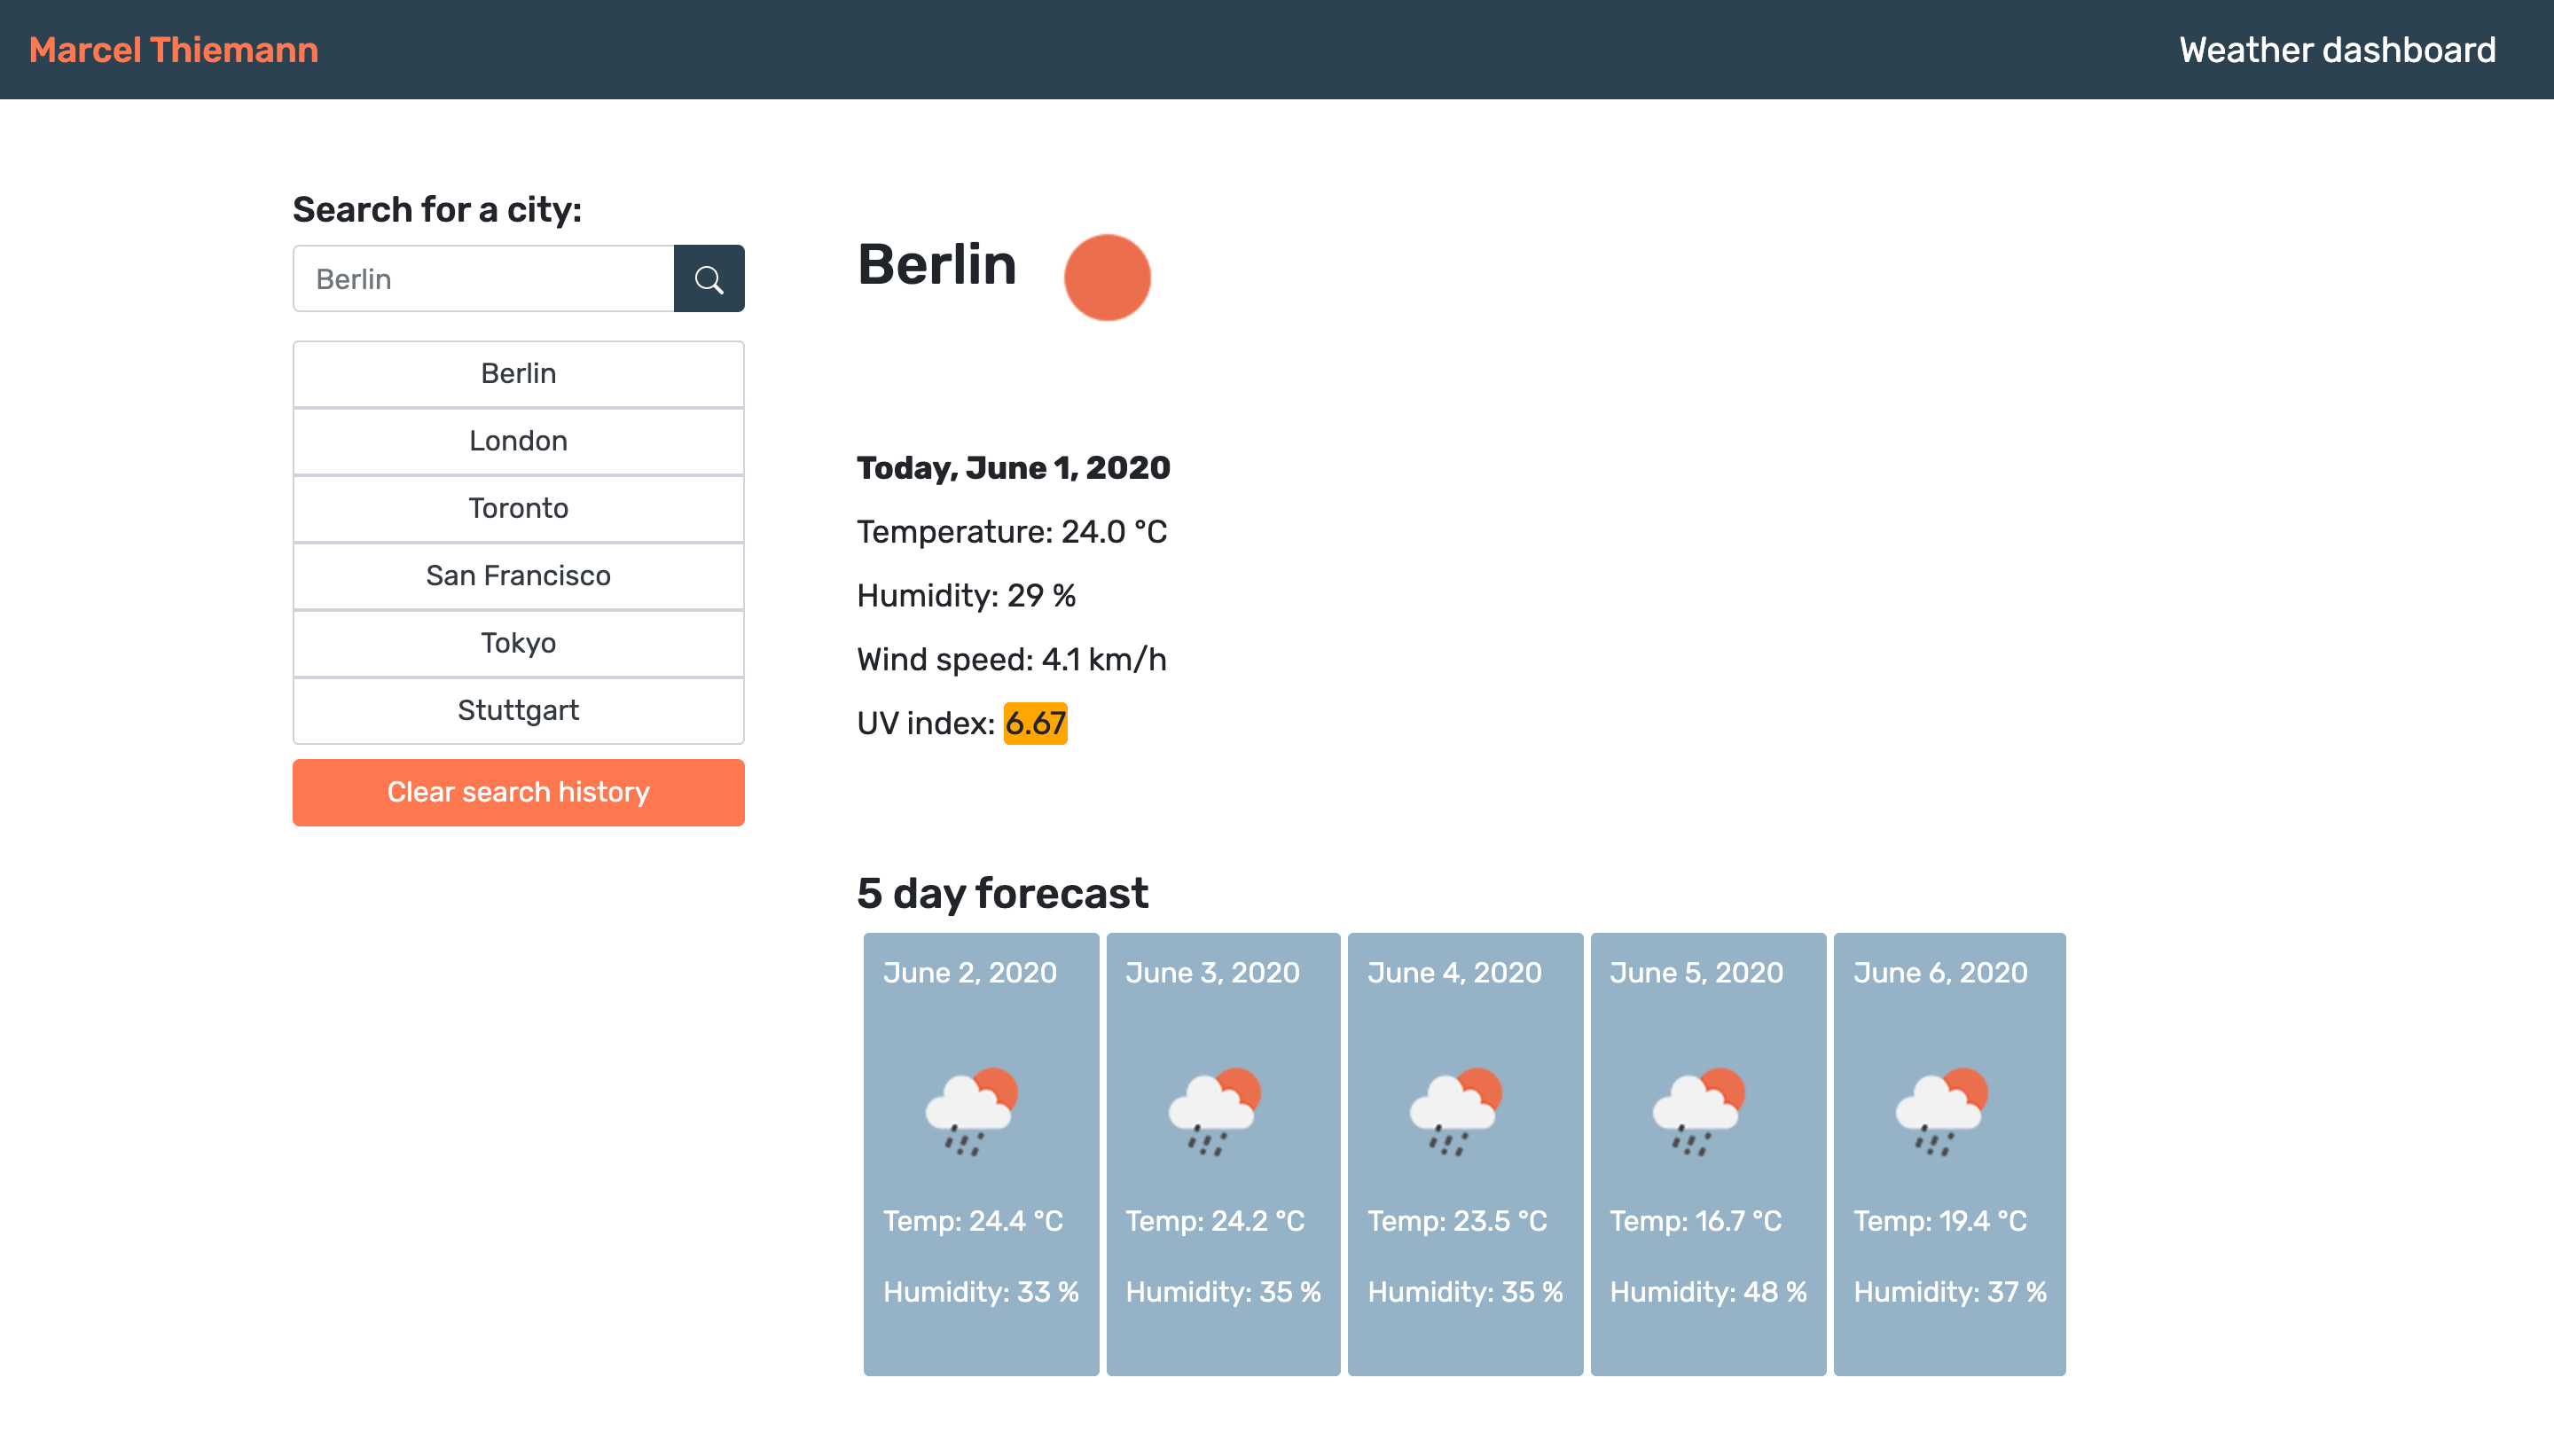 Marcel Thiemann
Weather dashboard
Search for a city:
Berlin
Berlin
London
Toronto
San Francisco
Tokyo
Stuttgart
Clear search history
Berlin
Today, June 1, 2020
Temperature: 24.0 °C
Humidity: 29 %
Wind speed: 4.1 km/h
UV index: 6.67
5 day forecast
June 2, 2020
Temp: 24.4 °C
Humidity: 33 %
June 3, 2020
Temp: 24.2 °C
Humidity: 35 %
June 4, 2020
Temp: 23.5 °C
Humidity: 35 %
June 5, 2020
Temp: 16.7 °C
Humidity: 48 %
June 6, 2020
Temp: 19.4 °C
Humidity: 37 %